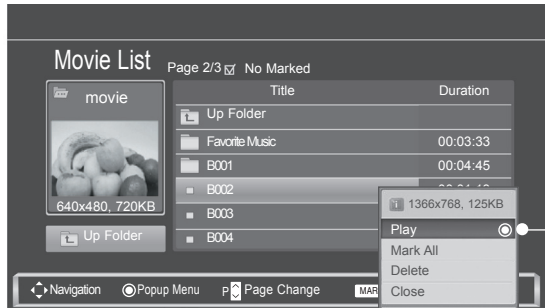 Movie List Page 2/3 No Marked
movie
640x480, 720KB
Up Folder
Title Duration
Up Folder
Favorite Music 00:03:33
B001 00:04:45
B002
B003
B004
1366x768, 125KB
Play
Mark All
Delete
Close
Navigation Popup Menu P Page Change MAR